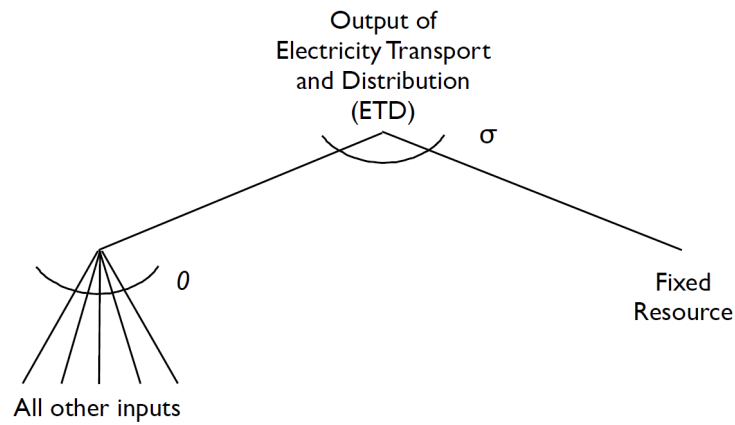 Output of
Electricity Transport
and Distribution
(ETD)
σ
0
Fixed
Resource
All other inputs